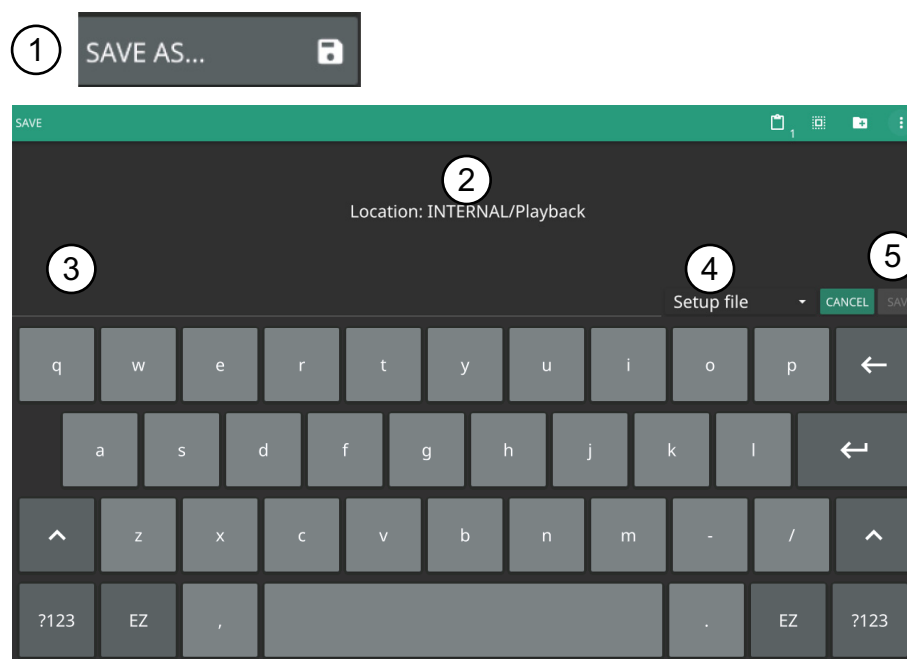 1
SAVE AS...
SAVE
1
2
Location: INTERNAL/Playback
3
4
5
Setup file
CANCEL
SAV
q w e r t y u i o p
a s d f g h j k l
z x c v b n m - /
?123 EZ , . EZ ?123